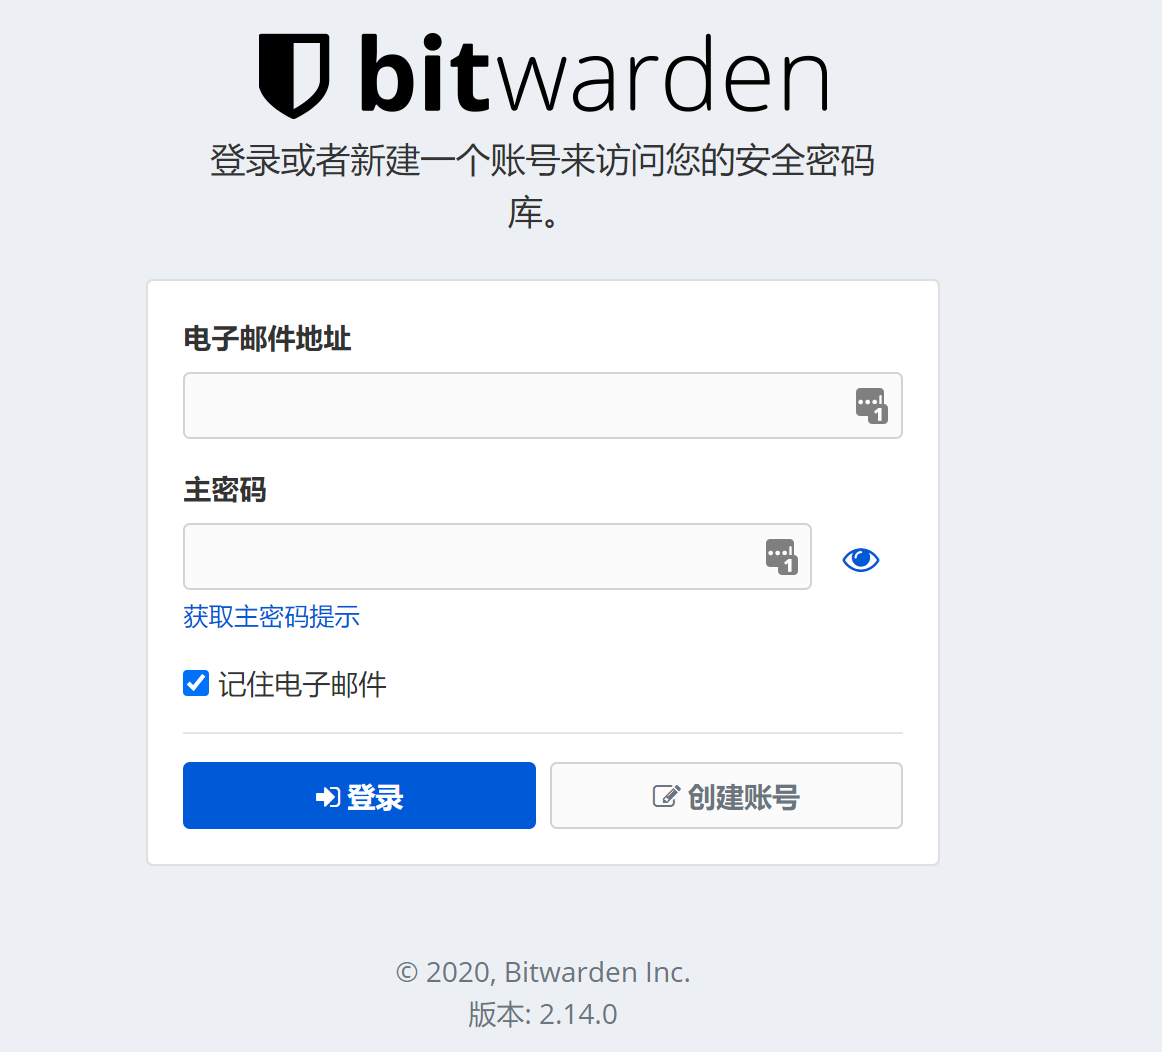 bitwarden
登录或者新建一个账号来访问您的安全密码
库。
电子邮件地址
1
主密码
1
获取主密码提示
记住电子邮件
登录
创建账号
© 2020, Bitwarden Inc.
版本: 2.14.0